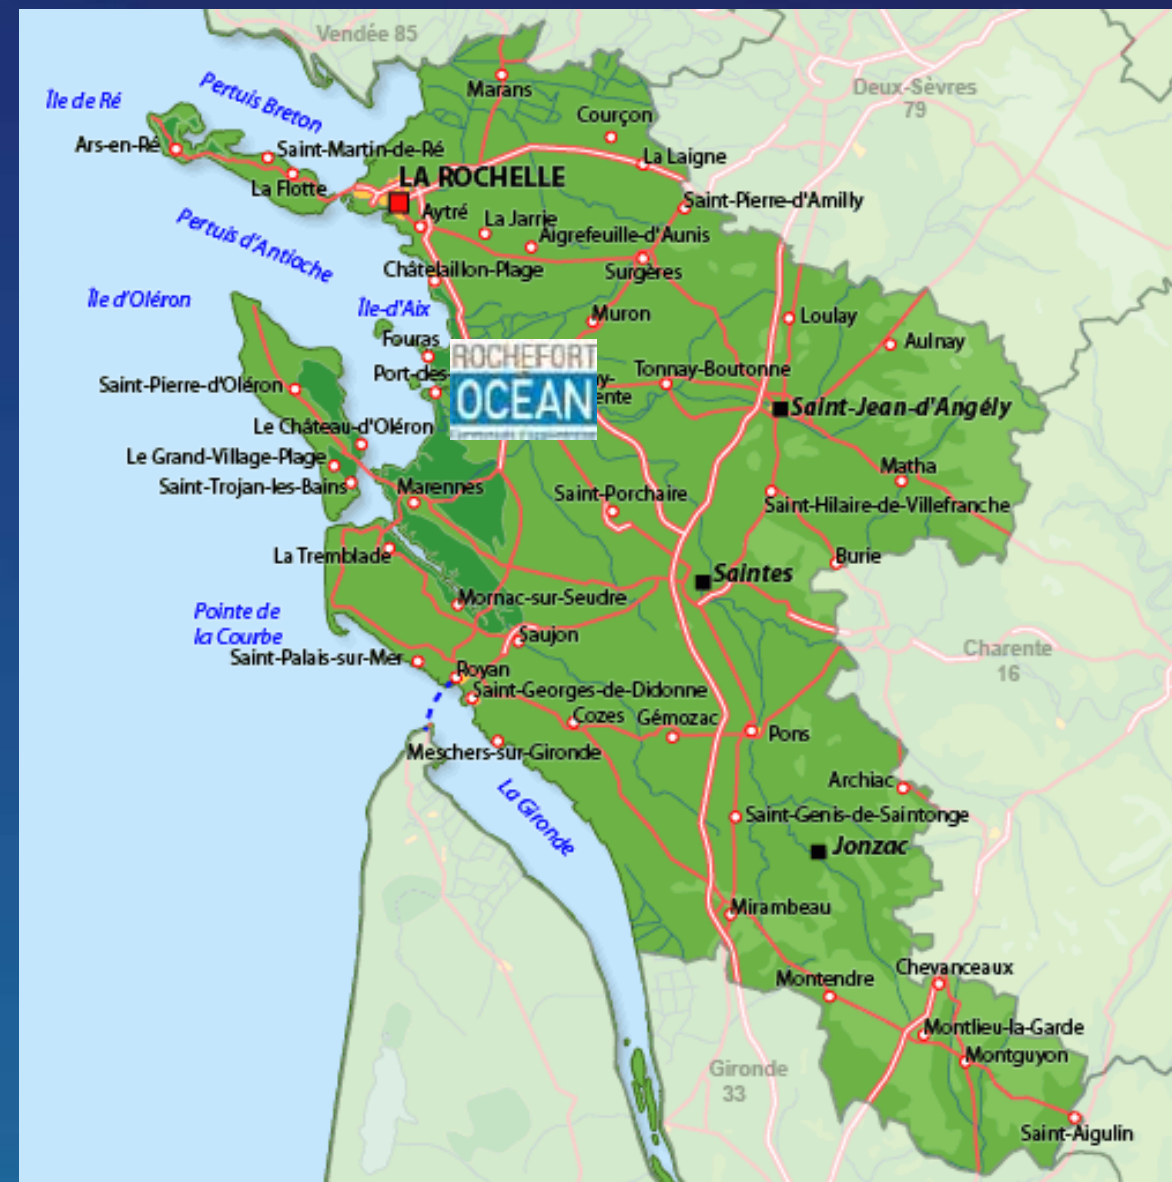 Vendée 85
Deux-Sèvres
79
Île de Ré
Pertuis Breton
Marans
Courçon
Ars-en-Ré
Saint-Martin-de-Ré
La Laigne
La Flotte
LA ROCHELLE
Saint-Pierre-d'Amilly
Aytré
La Jarrie
Pertuis d'Antioche
Aigrefeuille-d'Aunis
Châtelaillon-Plage
Surgères
Île d'Oléron
Île-d'Aix
Muron
Loulay
Fouras
Aulnay
ROCHEFORT
OCEAN
Port-des-
y-
ente
Tonnay-Boutonne
Saint-Pierre-d'Oléron
Saint-Jean-d'Angély
Le Château-d'Oléron
Le Grand-Village-Plage
Matha
Saint-Trojan-les-Bains
Marennes
Saint-Porchaire
Saint-Hilaire-de-Villefranche
La Tremblade
Burie
Saintes
Mornac-sur-Seudre
Pointe de
la Courbe
Saujon
Charente
16
Saint-Palais-sur-Mer
Royan
Saint-Georges-de-Didonne
Cozes
Gémozac
Pons
Meschers-sur-Gironde
La Gironde
Archiac
Saint-Genis-de-Saintonge
Jonzac
Mirambeau
Chevanceaux
Montendre
Montlieu-la-Garde
Montguyon
Gironde
33
Saint-Aigulin